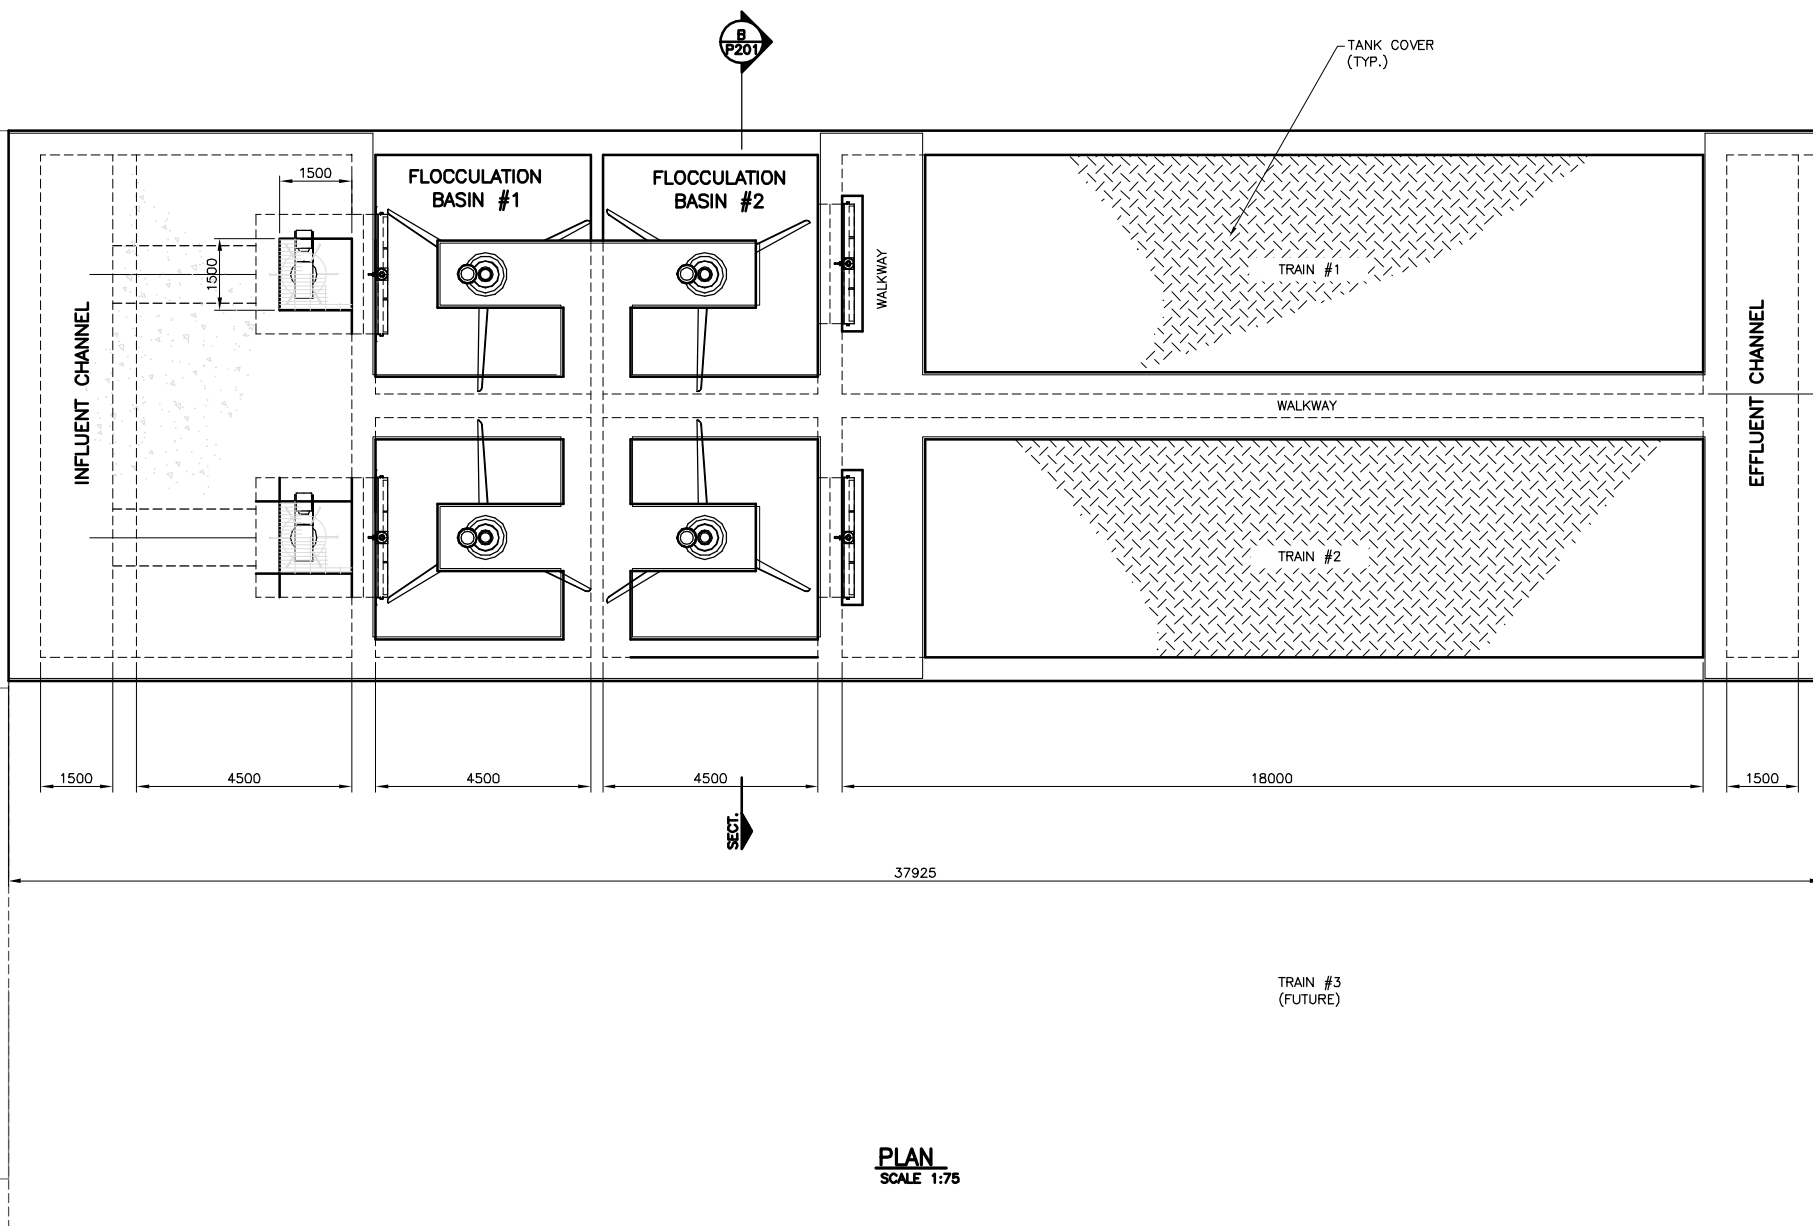 B
P201
TANK COVER
(TYP.)
FLOCCULATION
BASIN #1
FLOCCULATION
BASIN #2
1500
1500
INFLUENT CHANNEL
WALKWAY
TRAIN #1
EFFLUENT CHANNEL
WALKWAY
TRAIN #2
1500
4500
4500
4500
18000
1500
SECT.
37925
TRAIN #3
(FUTURE)
PLAN
SCALE 1:75